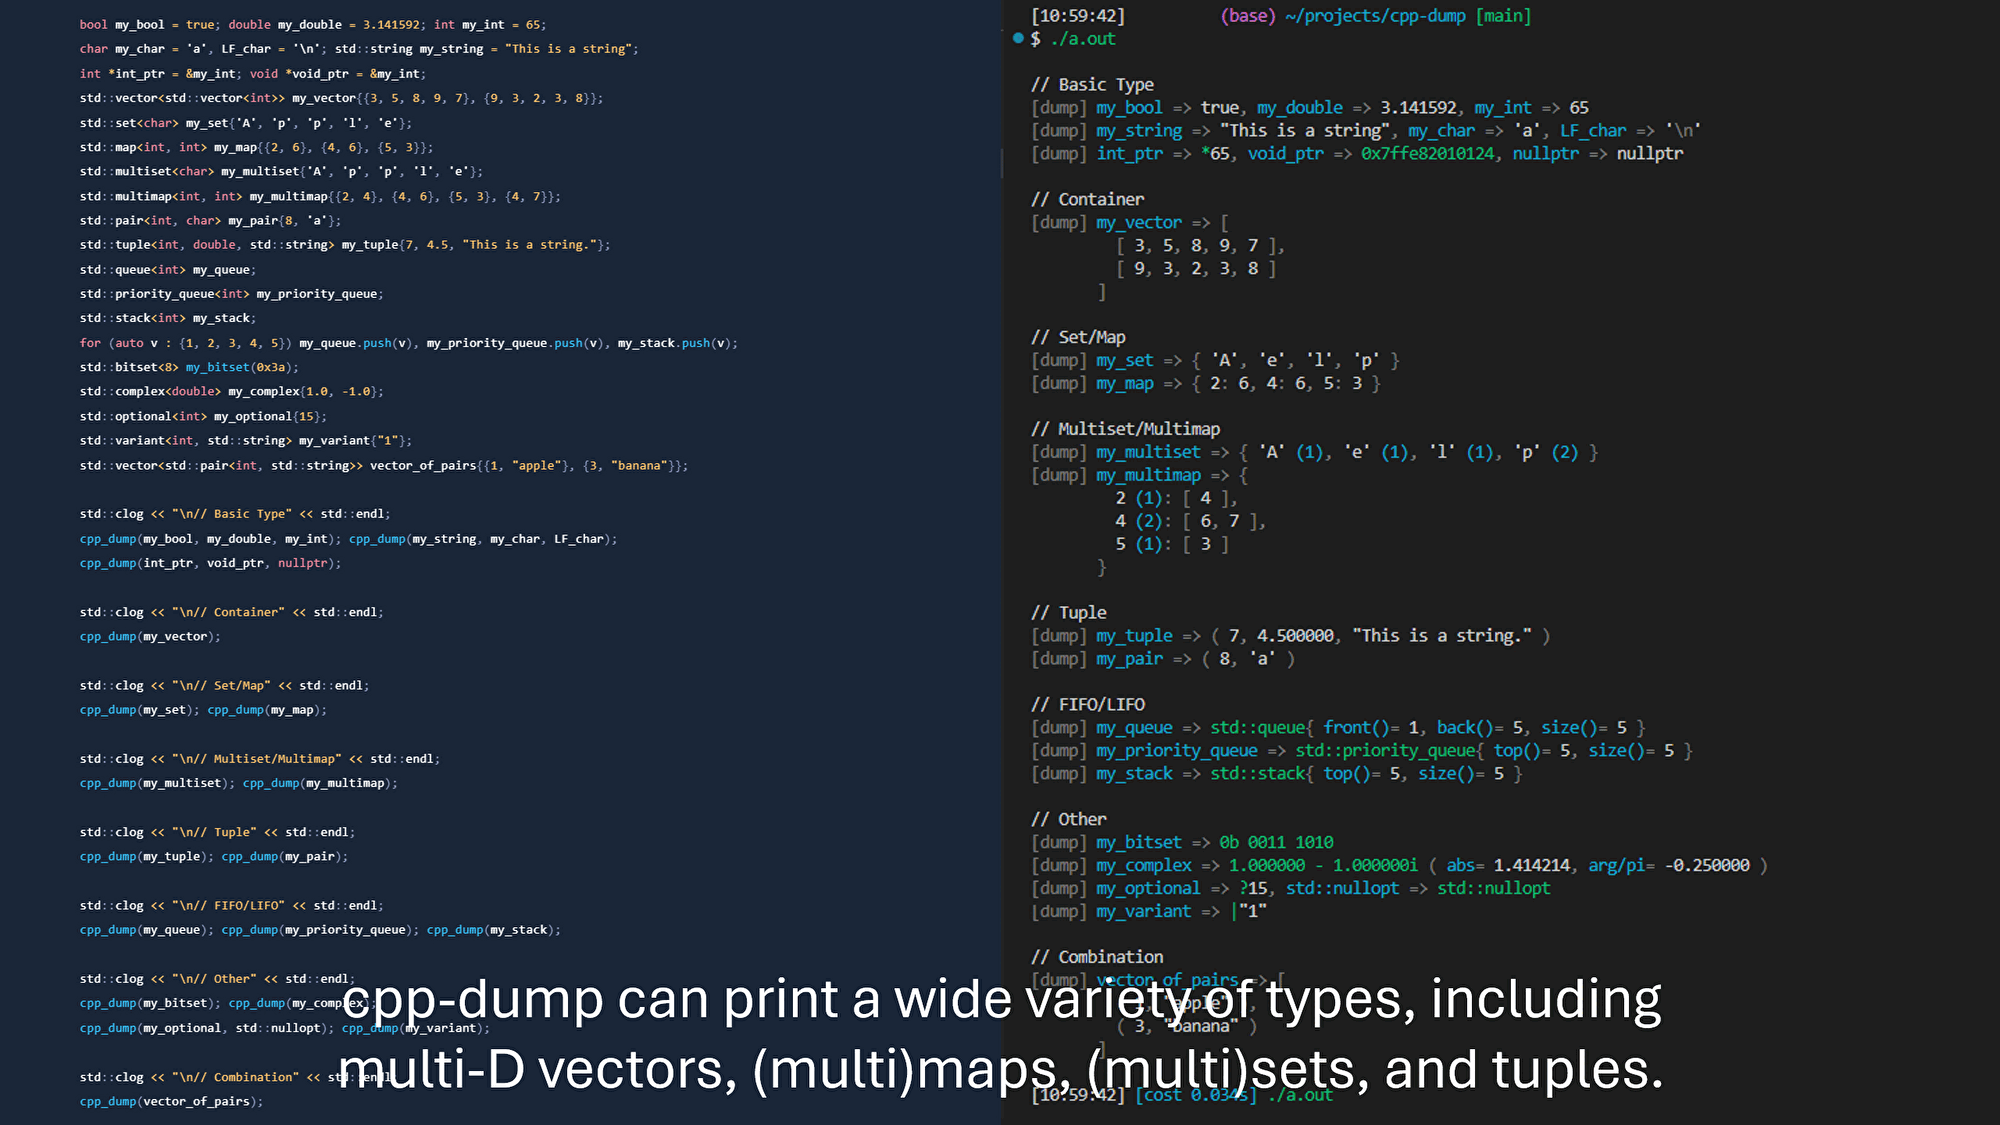 bool my_bool = true; double my_double = 3.141592; int my_int = 65;
char my_char = 'a', LF_char = '\n'; std::string my_string = "This is a string";
int *int_ptr = &my_int; void *void_ptr = &my_int;
std::vector<std::vector<int>> my_vector{{3, 5, 8, 9, 7}, {9, 3, 2, 3, 8}};
std::set<char> my_set{'A', 'p', 'p', 'l', 'e'};
std::map<int, int> my_map{{2, 6}, {4, 6}, {5, 3}};
std::multiset<char> my_multiset{'A', 'p', 'p', 'l', 'e'};
std::multimap<int, int> my_multimap{{2, 4}, {4, 6}, {5, 3}, {4, 7}};
std::pair<int, char> my_pair{8, 'a'};
std::tuple<int, double, std::string> my_tuple{7, 4.5, "This is a string."};
std::queue<int> my_queue;
std::priority_queue<int> my_priority_queue;
std::stack<int> my_stack;
for (auto v : {1, 2, 3, 4, 5}) my_queue.push(v), my_priority_queue.push(v), my_stack.push(v);
std::bitset<8> my_bitset(0x3a);
std::complex<double> my_complex{1.0, -1.0};
std::optional<int> my_optional{15};
std::variant<int, std::string> my_variant{"1"};
std::vector<std::pair<int, std::string>> vector_of_pairs{{1, "apple"}, {3, "banana"}};
std::clog << "\n// Basic Type" << std::endl;
cpp_dump(my_bool, my_double, my_int); cpp_dump(my_string, my_char, LF_char);
cpp_dump(int_ptr, void_ptr, nullptr);
std::clog << "\n// Container" << std::endl;
cpp_dump(my_vector);
std::clog << "\n// Set/Map" << std::endl;
cpp_dump(my_set); cpp_dump(my_map);
std::clog << "\n// Multiset/Multimap" << std::endl;
cpp_dump(my_multiset); cpp_dump(my_multimap);
std::clog << "\n// Tuple" << std::endl;
cpp_dump(my_tuple); cpp_dump(my_pair);
std::clog << "\n// FIFO/LIFO" << std::endl;
cpp_dump(my_queue); cpp_dump(my_priority_queue); cpp_dump(my_stack);
std::clog << "\n// Other" << std::endl;
cpp_dump(my_bitset); cpp_dump(my_complex);
cpp_dump(my_optional, std::nullopt); cpp_dump(my_variant);
std::clog << "\n// Combination" << std::endl;
cpp_dump(vector_of_pairs);
[10:59:42] (base) ~/projects/cpp-dump [main]
$ ./a.out
// Basic Type
[dump] my_bool => true, my_double => 3.141592, my_int => 65
[dump] my_string => "This is a string", my_char => 'a', LF_char => '\n'
[dump] int_ptr => *65, void_ptr => 0x7ffe82010124, nullptr => nullptr
// Container
[dump] my_vector => [
[ 3, 5, 8, 9, 7 ],
[ 9, 3, 2, 3, 8 ]
]
// Set/Map
[dump] my_set => { 'A', 'e', 'l', 'p' }
[dump] my_map => { 2: 6, 4: 6, 5: 3 }
// Multiset/Multimap
[dump] my_multiset => { 'A' (1), 'e' (1), 'l' (1), 'p' (2) }
[dump] my_multimap => {
2 (1): [ 4 ],
4 (2): [ 6, 7 ],
5 (1): [ 3 ]
}
// Tuple
[dump] my_tuple => ( 7, 4.500000, "This is a string." )
[dump] my_pair => ( 8, 'a' )
// FIFO/LIFO
[dump] my_queue => std::queue{ front()= 1, back()= 5, size()= 5 }
[dump] my_priority_queue => std::priority_queue{ top()= 5, size()= 5 }
[dump] my_stack => std::stack{ top()= 5, size()= 5 }
// Other
[dump] my_bitset => 0b 0011 1010
[dump] my_complex => 1.000000 - 1.000000i ( abs= 1.414214, arg/pi= -0.250000 )
[dump] my_optional => ?15, std::nullopt => std::nullopt
[dump] my_variant => |"1"
// Combination
[dump] vector_of_pairs => [
"apple" ,
( 3, "banana" )
]
[10:59:42] [cost 0.034s] ./a.out
cpp-dump can print a wide variety of types, including
multi-D vectors, (multi)maps, (multi)sets, and tuples.